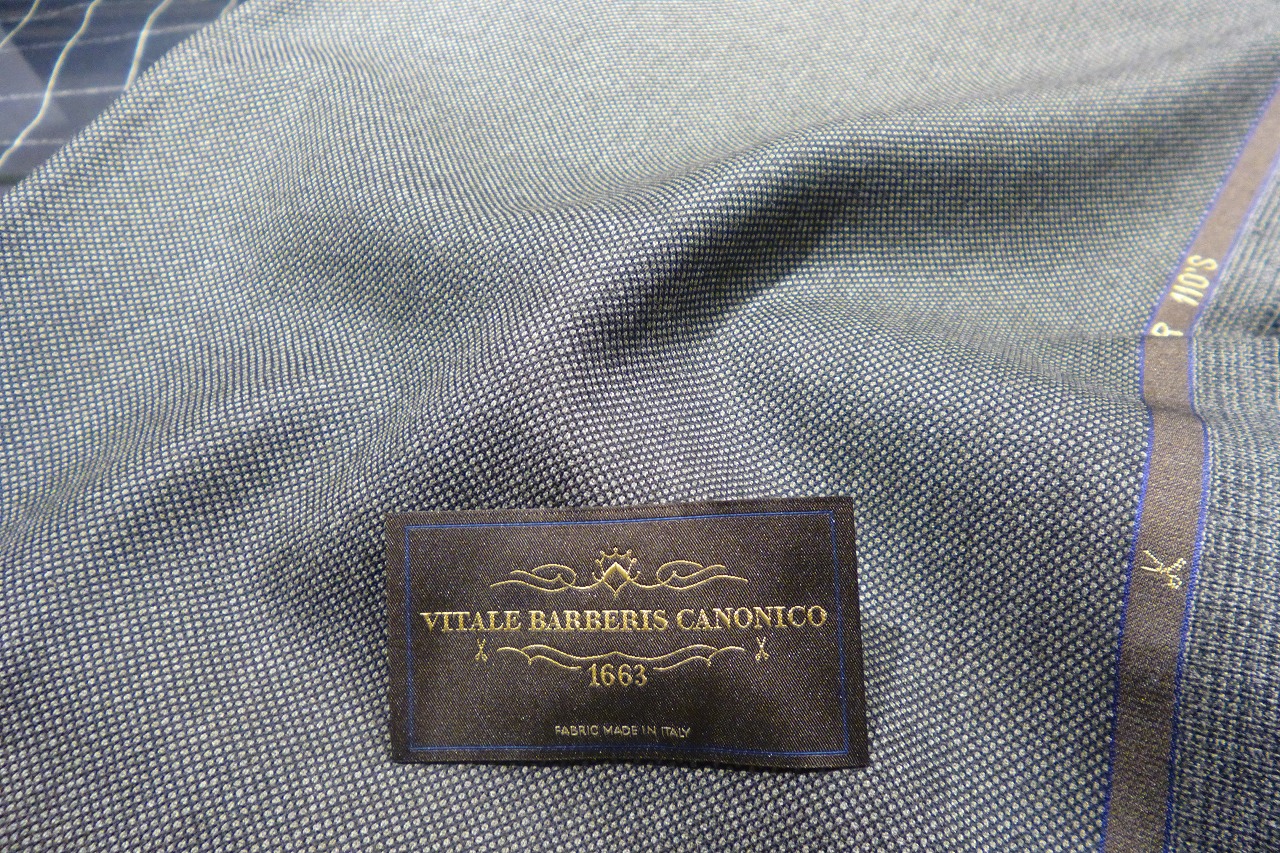 P 110'S
VITALE BARBERIS CANONICO
1663
FABRIC MADE IN ITALY